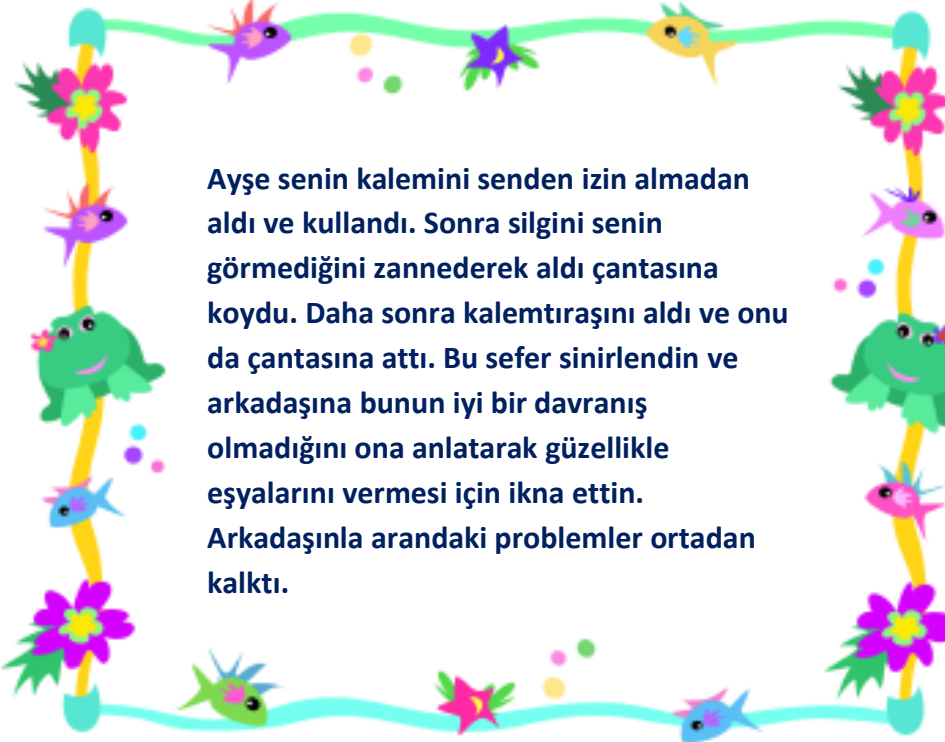 Ayşe senin kalemini senden izin almadan
aldı ve kullandı. Sonra silgini senin
görmediğini zannederek aldı çantasına
koydu. Daha sonra kalemtıraşını aldı ve onu
da çantasına attı. Bu sefer sinirlendin ve
arkadaşına bunun iyi bir davranış
olmadığını ona anlatarak güzellikle
eşyalarını vermesi için ikna ettin.
Arkadaşınla arandaki problemler ortadan
kalktı.